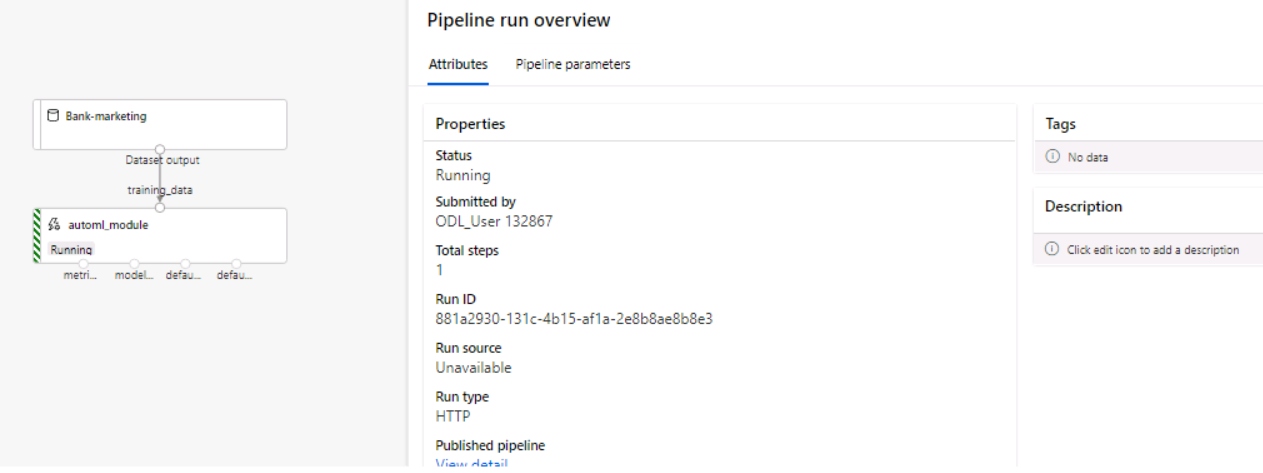 Bank-marketing
Dataset output
training_data
automl_module
Running
metri... model... defau... defau...
Pipeline run overview
Attributes Pipeline parameters
Properties
Status
Running
Submitted by
ODL_User 132867
Total steps
1
Run ID
881a2930-131c-4b15-af1a-2e8b8ae8b8e3
Run source
Unavailable
Run type
HTTP
Published pipeline
View detail
Tags
No data
Description
Click edit icon to add a description